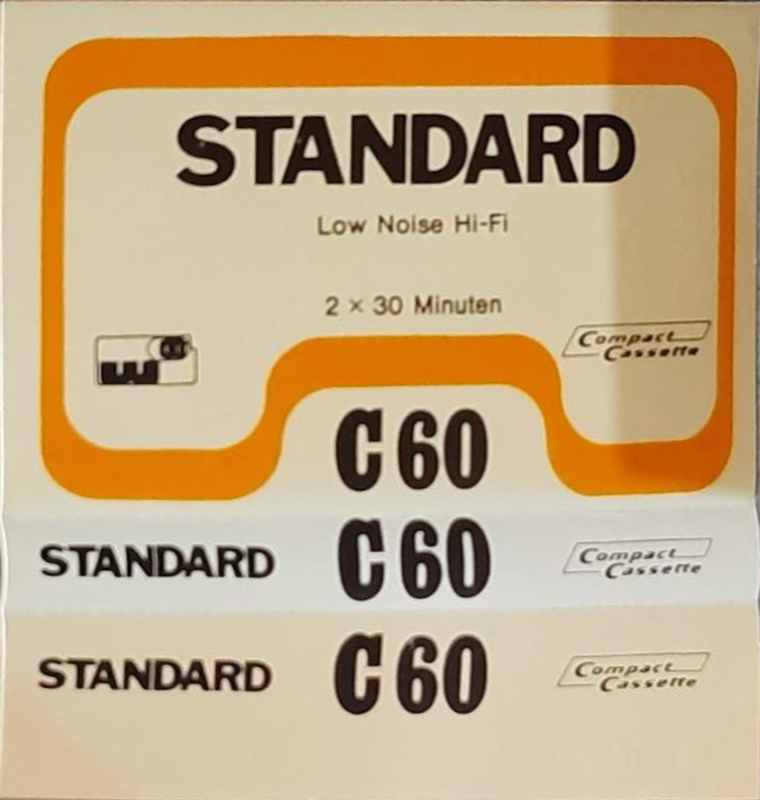 STANDARD
Low Noise Hi-Fi
2 × 30 Minuten
Compact
Cassette
C 60
STANDARD C 60 Compact
Cassette
STANDARD C 60 Compact
Cassette